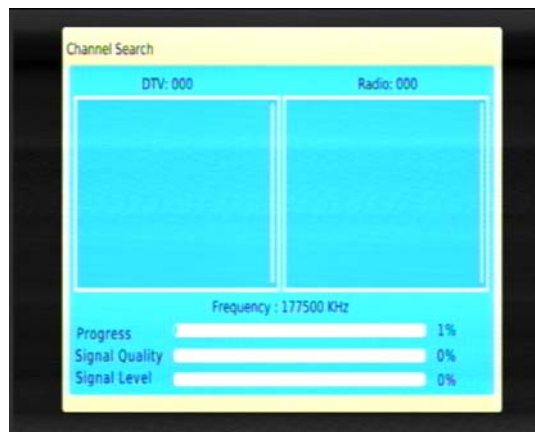 Channel Search
DTV: 000 Radio: 000
Frequency : 177500 KHz
Progress 1%
Signal Quality 0%
Signal Level 0%